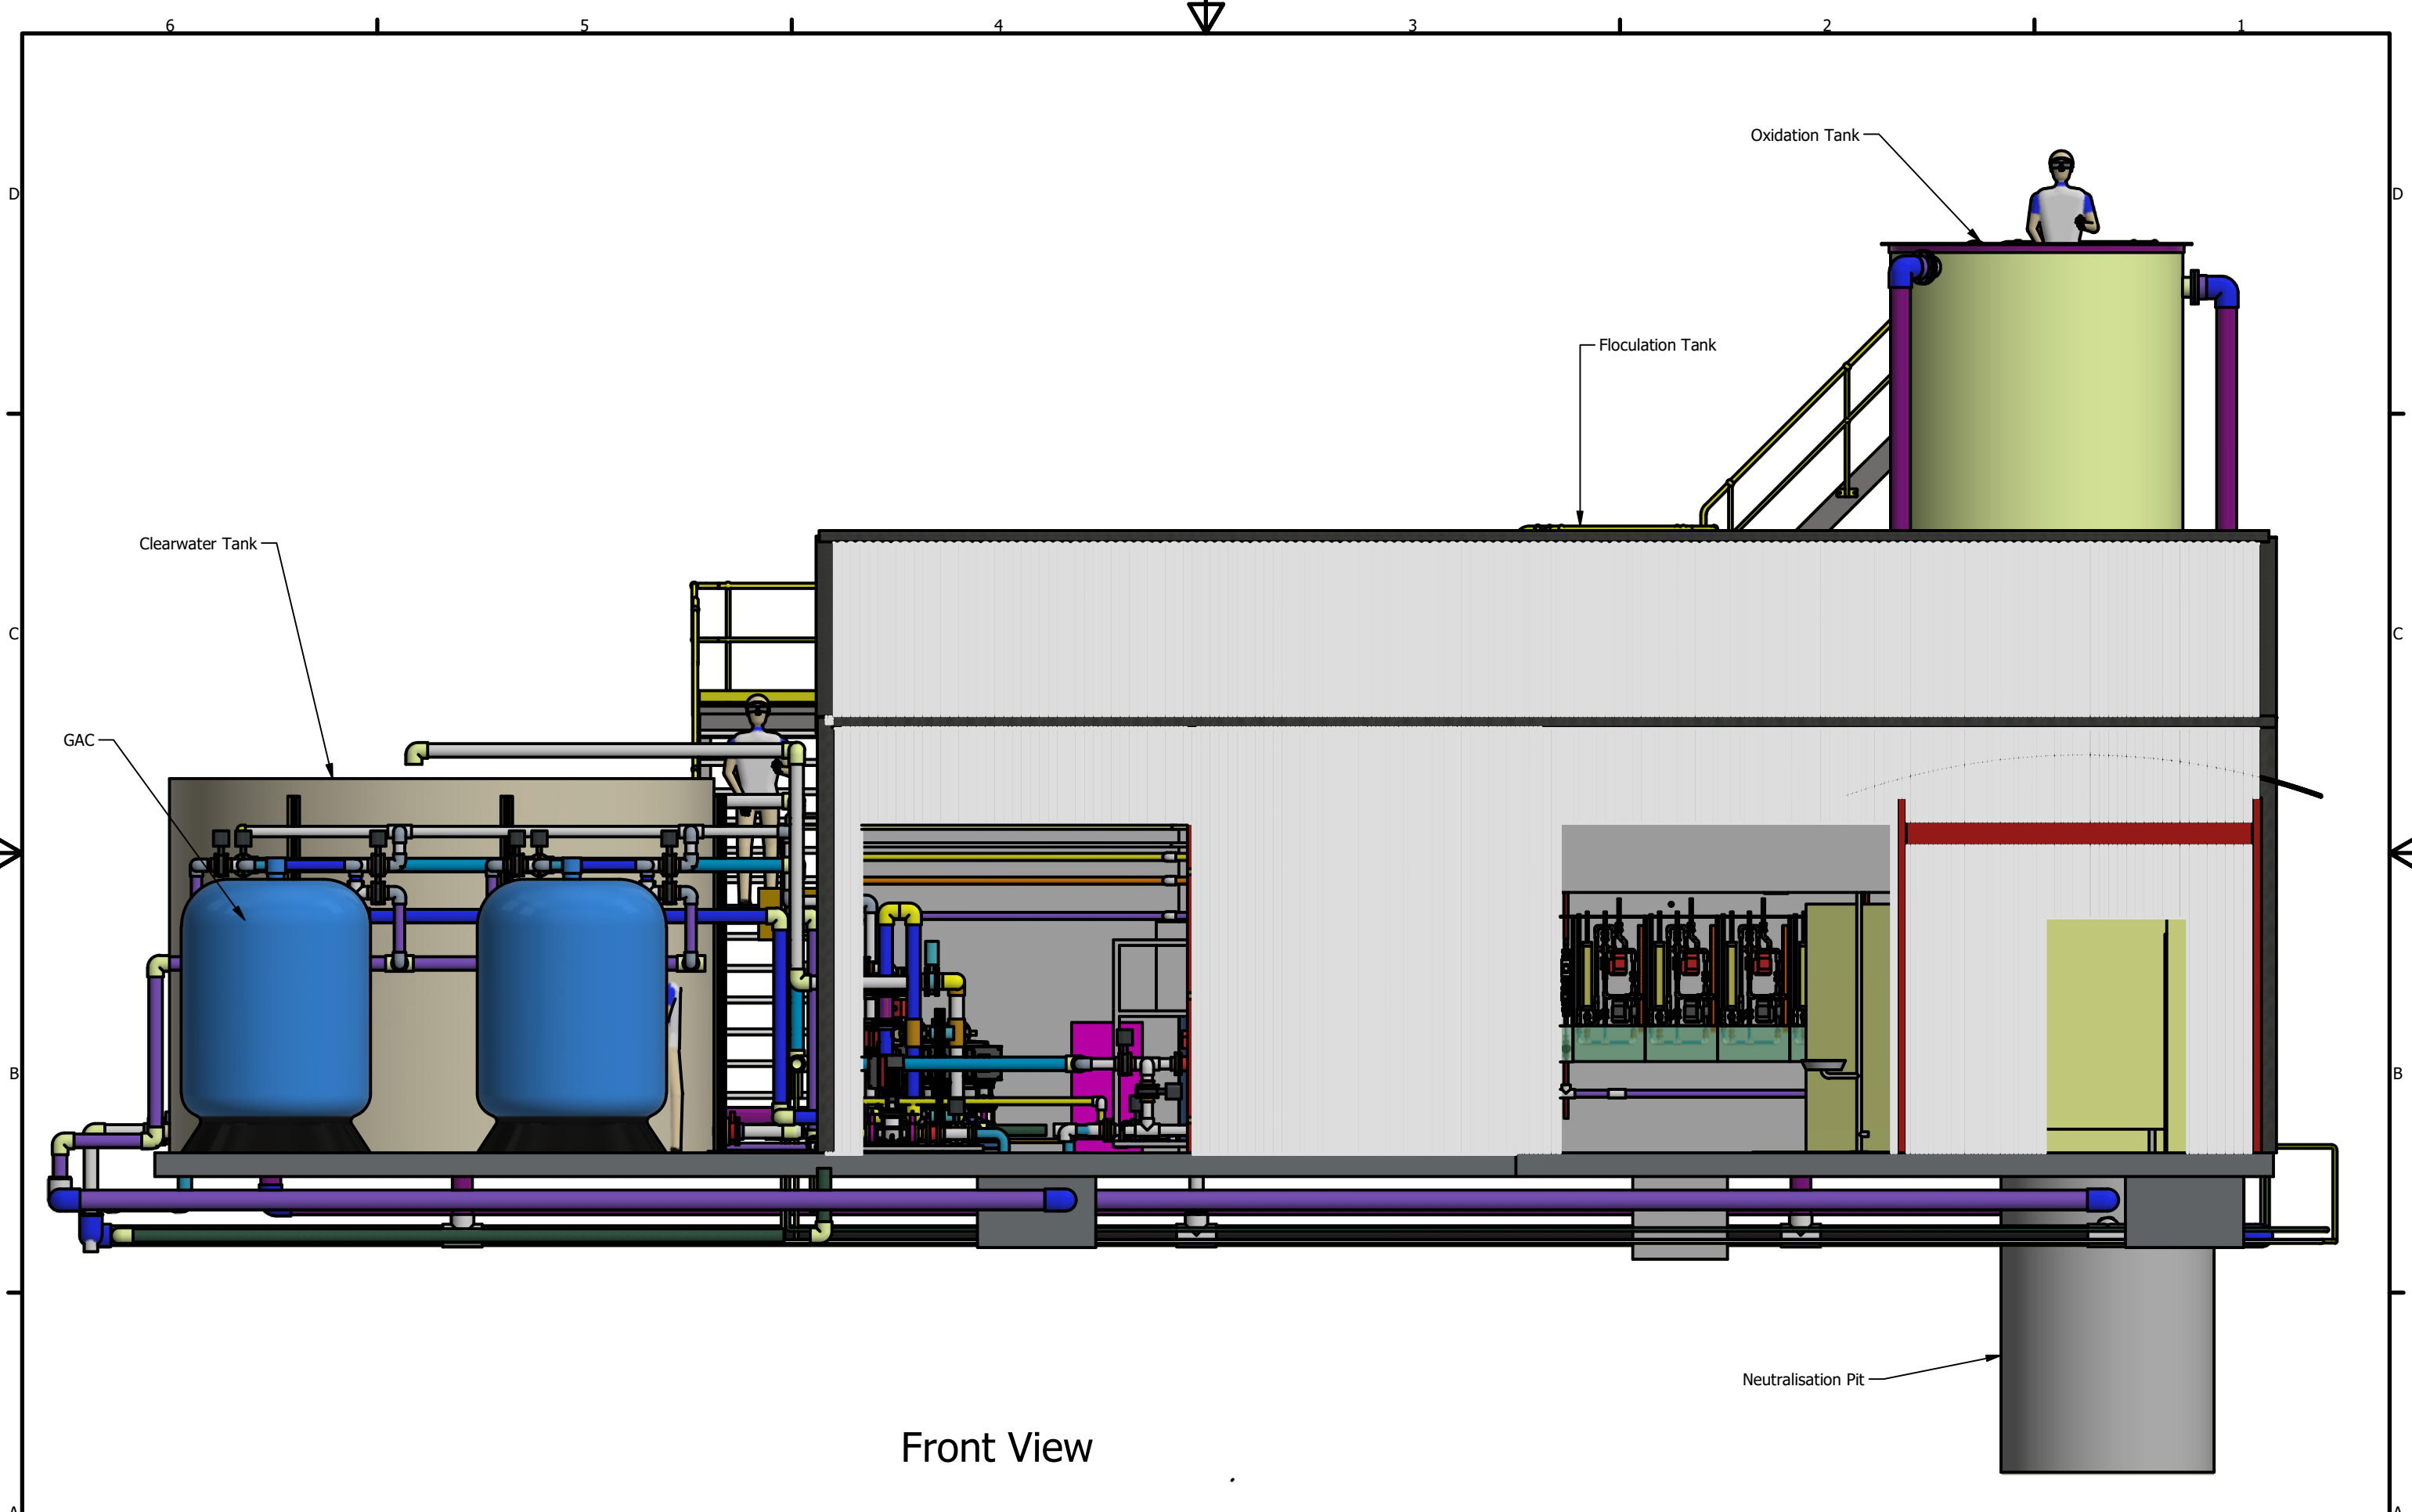 6 5 4 3 2 1
Oxidation Tank
D D
Floculation Tank
Clearwater Tank
C C
GAC
B B
Neutralisation Pit
Front View
A A